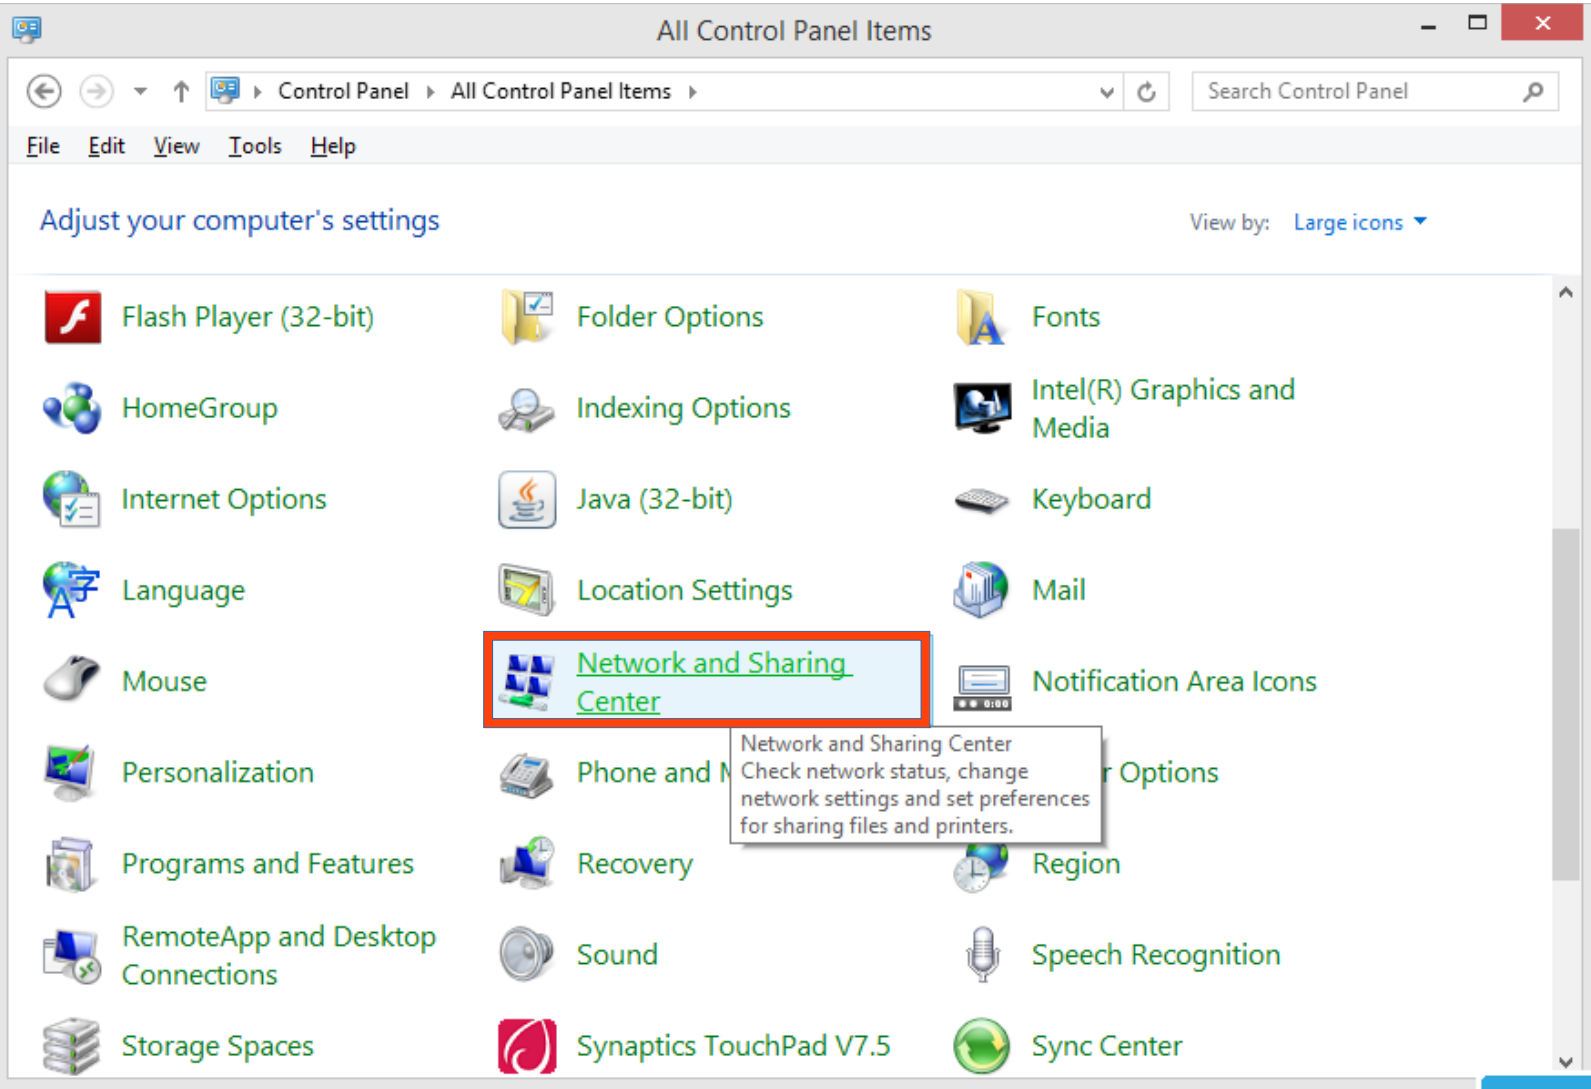 All Control Panel Items
Control Panel All Control Panel Items
Search Control Panel
File Edit View Tools Help
Adjust your computer's settings
View by: Large icons
Flash Player (32-bit)
Folder Options
Fonts
HomeGroup
Indexing Options
Intel(R) Graphics and
Media
Internet Options
Java (32-bit)
Keyboard
Language
Location Settings
Mail
Mouse
Network and Sharing
Center
Notification Area Icons
0:00
Network and Sharing Center
Check network status, change
network settings and set preferences
for sharing files and printers.
Personalization
Phone and
Options
Programs and Features
Recovery
Region
RemoteApp and Desktop
Connections
Sound
Speech Recognition
Storage Spaces
Synaptics TouchPad V7.5
Sync Center